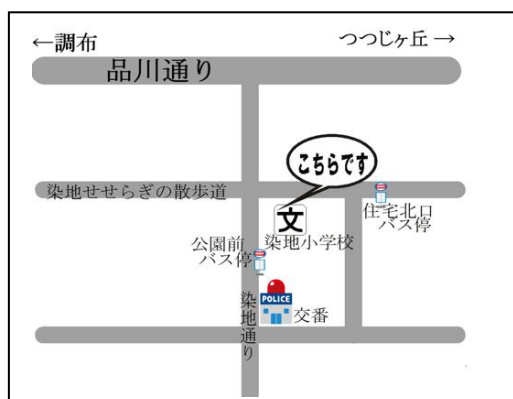 ←調布
つつじヶ丘→
品川通り
こちらです
染地せせらぎの散歩道
文
住宅北口
バス停
公園前
バス停
染地小学校
POLICE
交番
染地通り